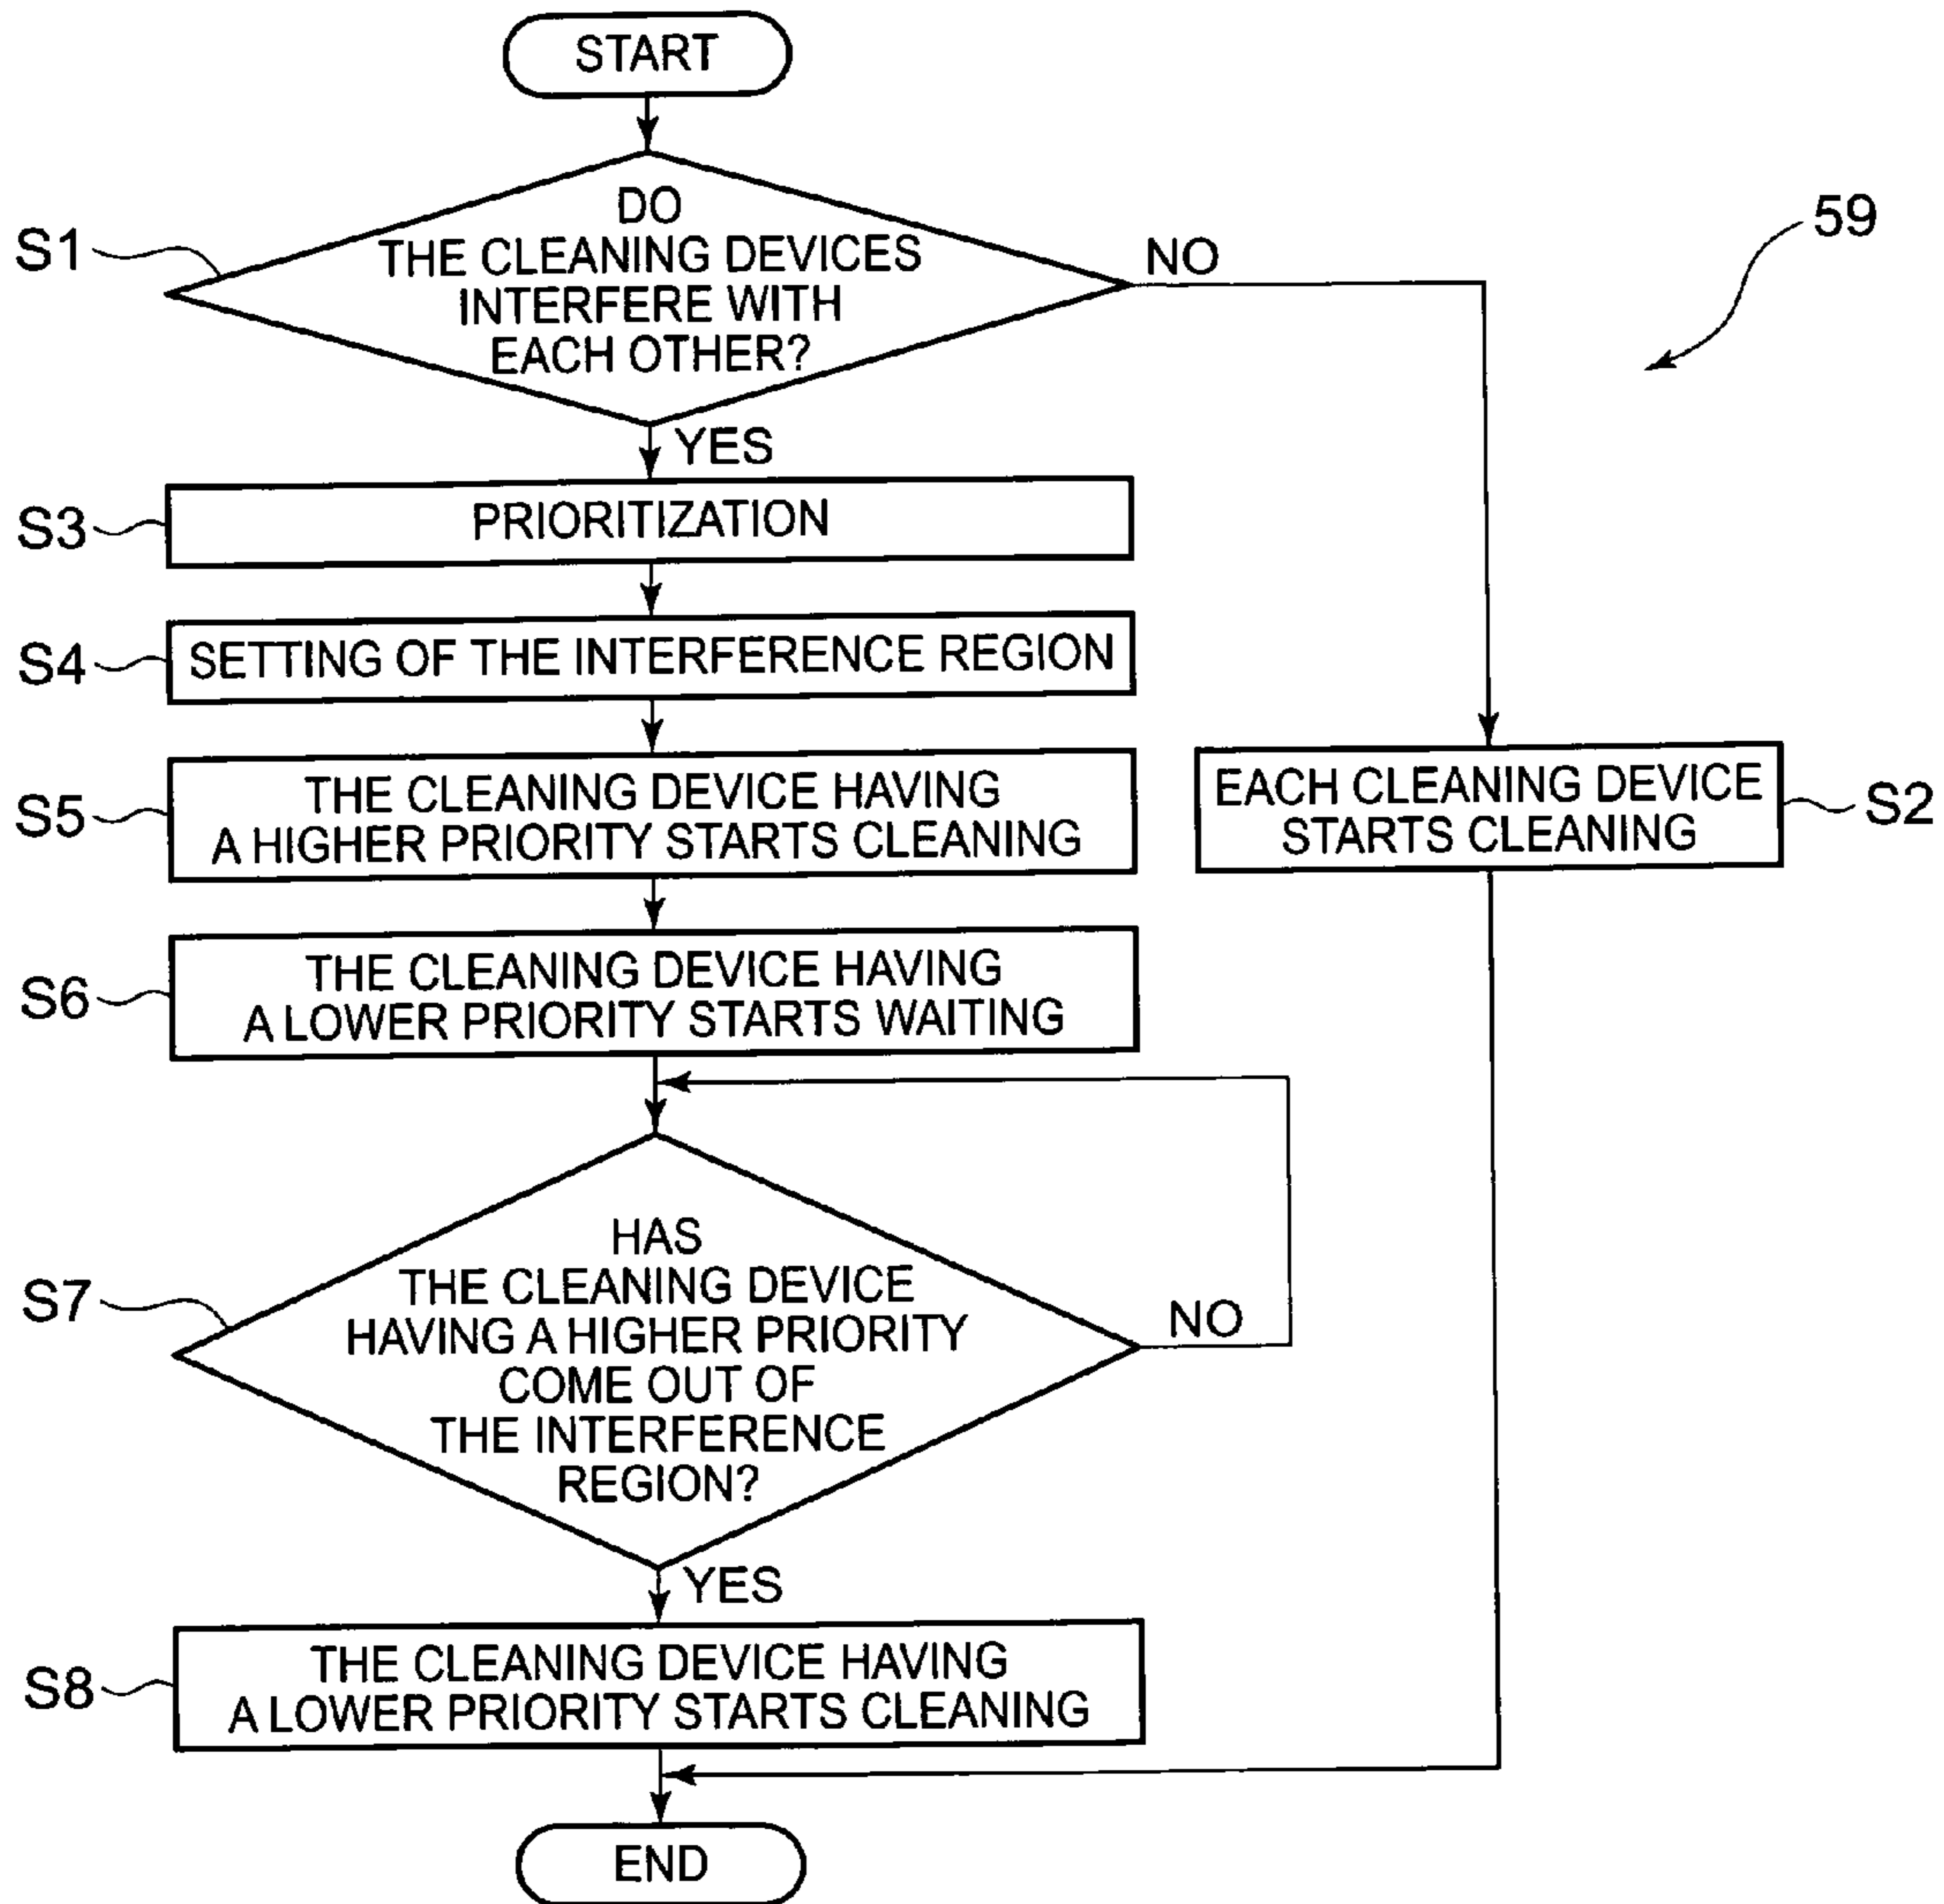 START
S1
DO
THE CLEANING DEVICES
INTERFERE WITH
EACH OTHER?
NO
59
YES
S3
PRIORITIZATION
S4
SETTING OF THE INTERFERENCE REGION
S5
THE CLEANING DEVICE HAVING
A HIGHER PRIORITY STARTS CLEANING
EACH CLEANING DEVICE
STARTS CLEANING
S2
S6
THE CLEANING DEVICE HAVING
A LOWER PRIORITY STARTS WAITING
S7
HAS
THE CLEANING DEVICE
HAVING A HIGHER PRIORITY
COME OUT OF
THE INTERFERENCE
REGION?
NO
YES
S8
THE CLEANING DEVICE HAVING
A LOWER PRIORITY STARTS CLEANING
END